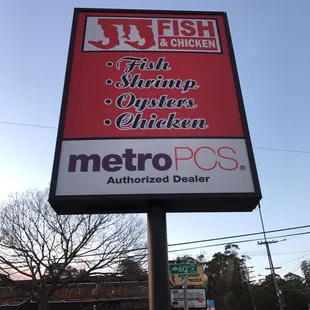 JJ FISH
& CHICKEN
• Fish
• Shrimp
• Oysters
• Chicken
metroPCS®
Authorized Dealer